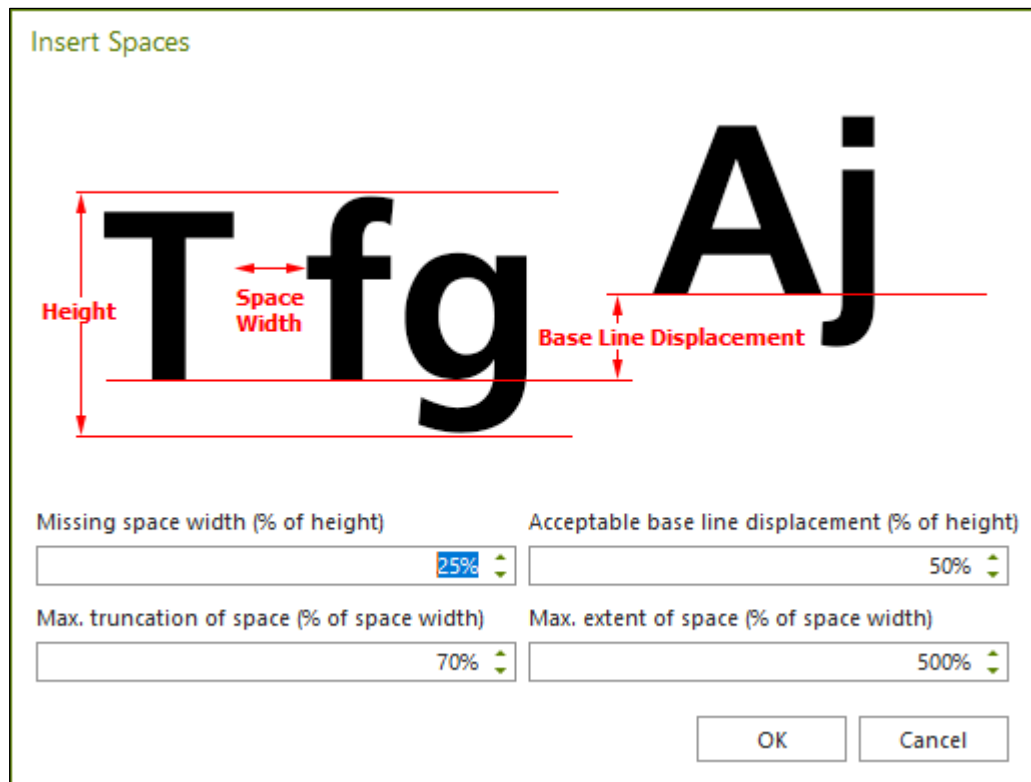 Insert Spaces
T fg Aj
Height
Space
Width
Base Line Displacement
Missing space width (% of height)
Acceptable base line displacement (% of height)
25%
50%
Max. truncation of space (% of space width)
Max. extent of space (% of space width)
70%
500%
OK
Cancel